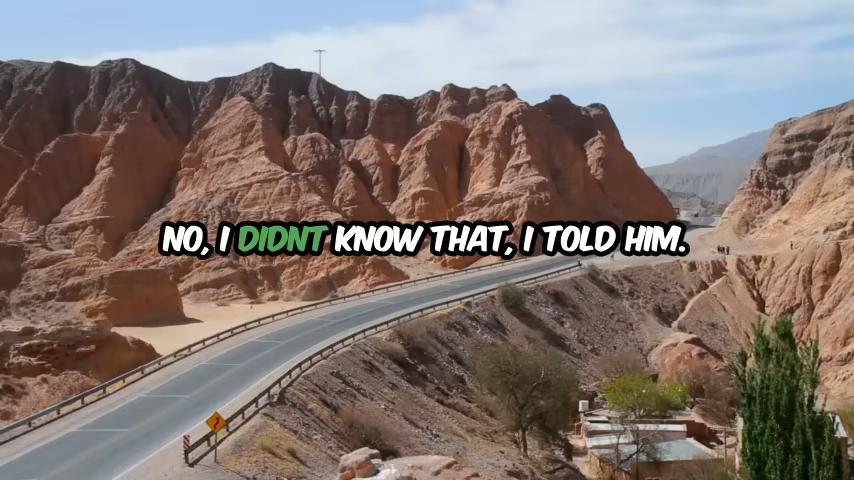 NO, I DIDNT KNOW THAT, I TOLD HIM.